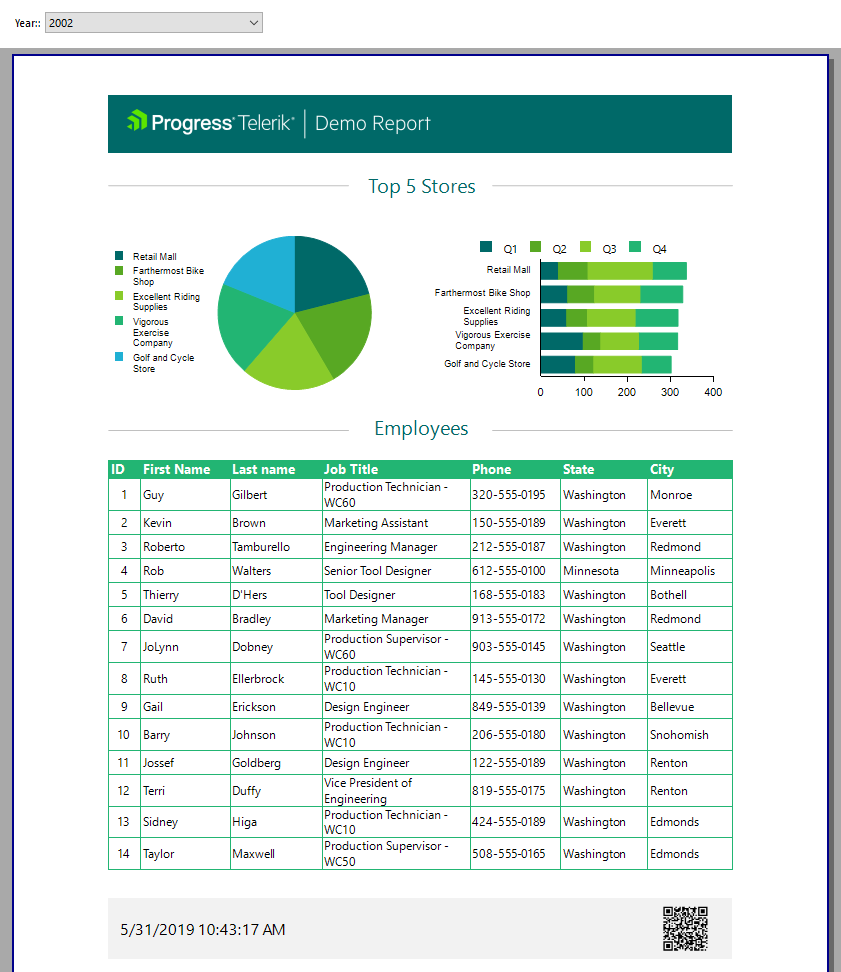 Year:: 2002
Progress Telerik Demo Report
Top 5 Stores
Retail Mall
Farthermost Bike
Shop
Excellent Riding
Supplies
Vigorous
Exercise
Company
Golf and Cycle
Store
Q1 Q2 Q3 Q4
Retail Mall
Farthermost Bike Shop
Excellent Riding
Supplies
Vigorous Exercise
Company
Golf and Cycle Store
0 100 200 300 400
Employees
ID First Name Last name Job Title Phone State City
1 Guy Gilbert Production Technician - 320-555-0195 Washington Monroe
WC60
2 Kevin Brown Marketing Assistant 150-555-0189 Washington Everett
3 Roberto Tamburello Engineering Manager 212-555-0187 Washington Redmond
4 Rob Walters Senior Tool Designer 612-555-0100 Minnesota Minneapolis
5 Thierry D'Hers Tool Designer 168-555-0183 Washington Bothell
6 David Bradley Marketing Manager 913-555-0172 Washington Redmond
7 JoLynn Dobney Production Supervisor - 903-555-0145 Washington Seattle
WC60
8 Ruth Ellerbrock Production Technician - 145-555-0130 Washington Everett
WC10
9 Gail Erickson Design Engineer 849-555-0139 Washington Bellevue
10 Barry Johnson Production Technician - 206-555-0180 Washington Snohomish
WC10
11 Jossef Goldberg Design Engineer 122-555-0189 Washington Renton
12 Terri Duffy Vice President of 819-555-0175 Washington Renton
Engineering
13 Sidney Higa Production Technician - 424-555-0189 Washington Edmonds
WC10
14 Taylor Maxwell Production Supervisor - 508-555-0165 Washington Edmonds
WC50
5/31/2019 10:43:17 AM